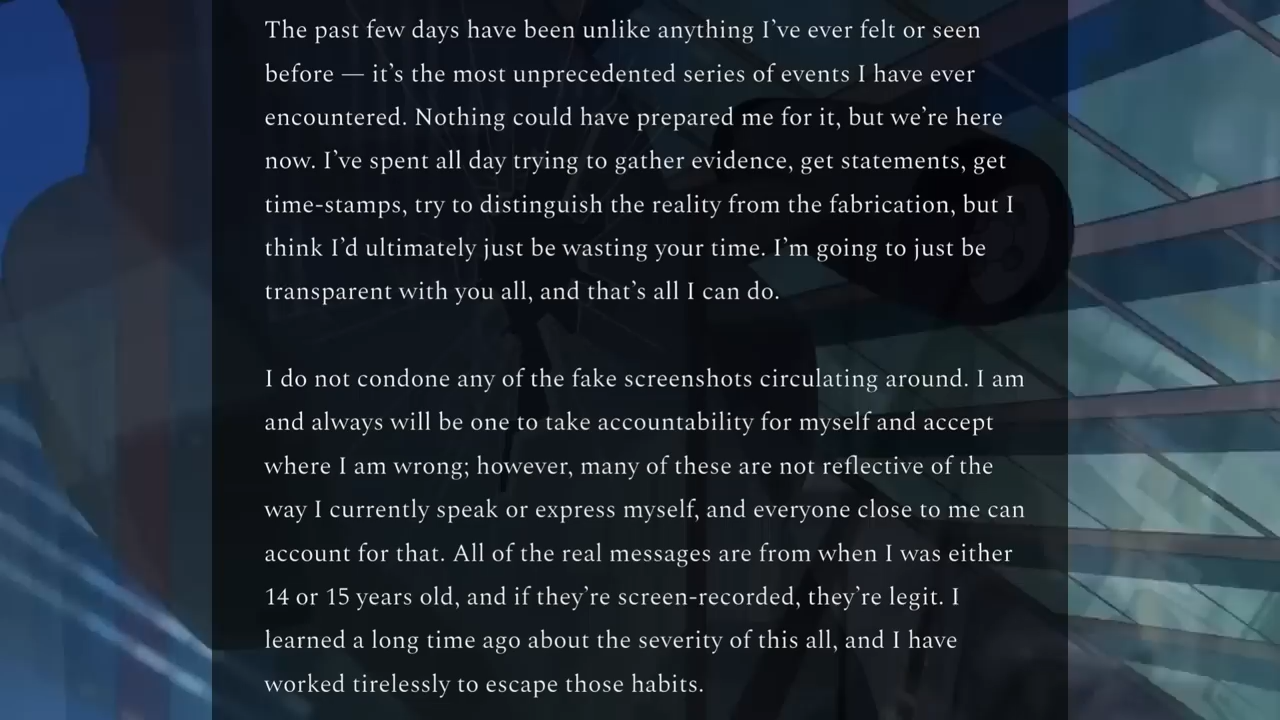 The past few days have been unlike anything I’ve ever felt or seen
before — it’s the most unprecedented series of events I have ever
encountered. Nothing could have prepared me for it, but we’re here
now. I’ve spent all day trying to gather evidence, get statements, get
time-stamps, try to distinguish the reality from the fabrication, but I
think I’d ultimately just be wasting your time. I’m going to just be
transparent with you all, and that’s all I can do.
I do not condone any of the fake screenshots circulating around. I am
and always will be one to take accountability for myself and accept
where I am wrong; however, many of these are not reflective of the
way I currently speak or express myself, and everyone close to me can
account for that. All of the real messages are from when I was either
14 or 15 years old, and if they’re screen-recorded, they’re legit. I
learned a long time ago about the severity of this all, and I have
worked tirelessly to escape those habits.